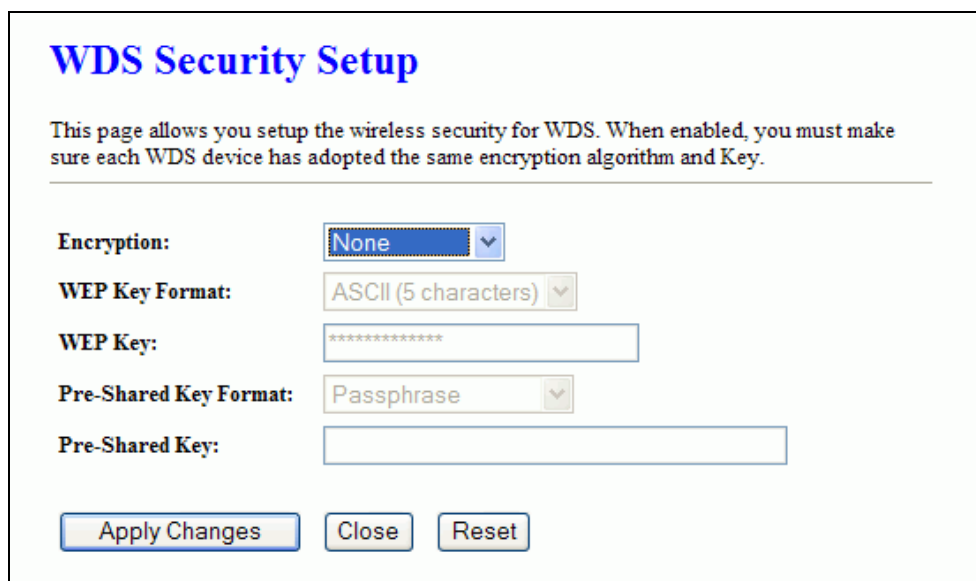 WDS Security Setup
This page allows you setup the wireless security for WDS. When enabled, you must make
sure each WDS device has adopted the same encryption algorithm and Key.
Encryption: None
WEP Key Format: ASCII (5 characters)
WEP Key: *************
Pre-Shared Key Format: Passphrase
Pre-Shared Key:
Apply Changes Close Reset